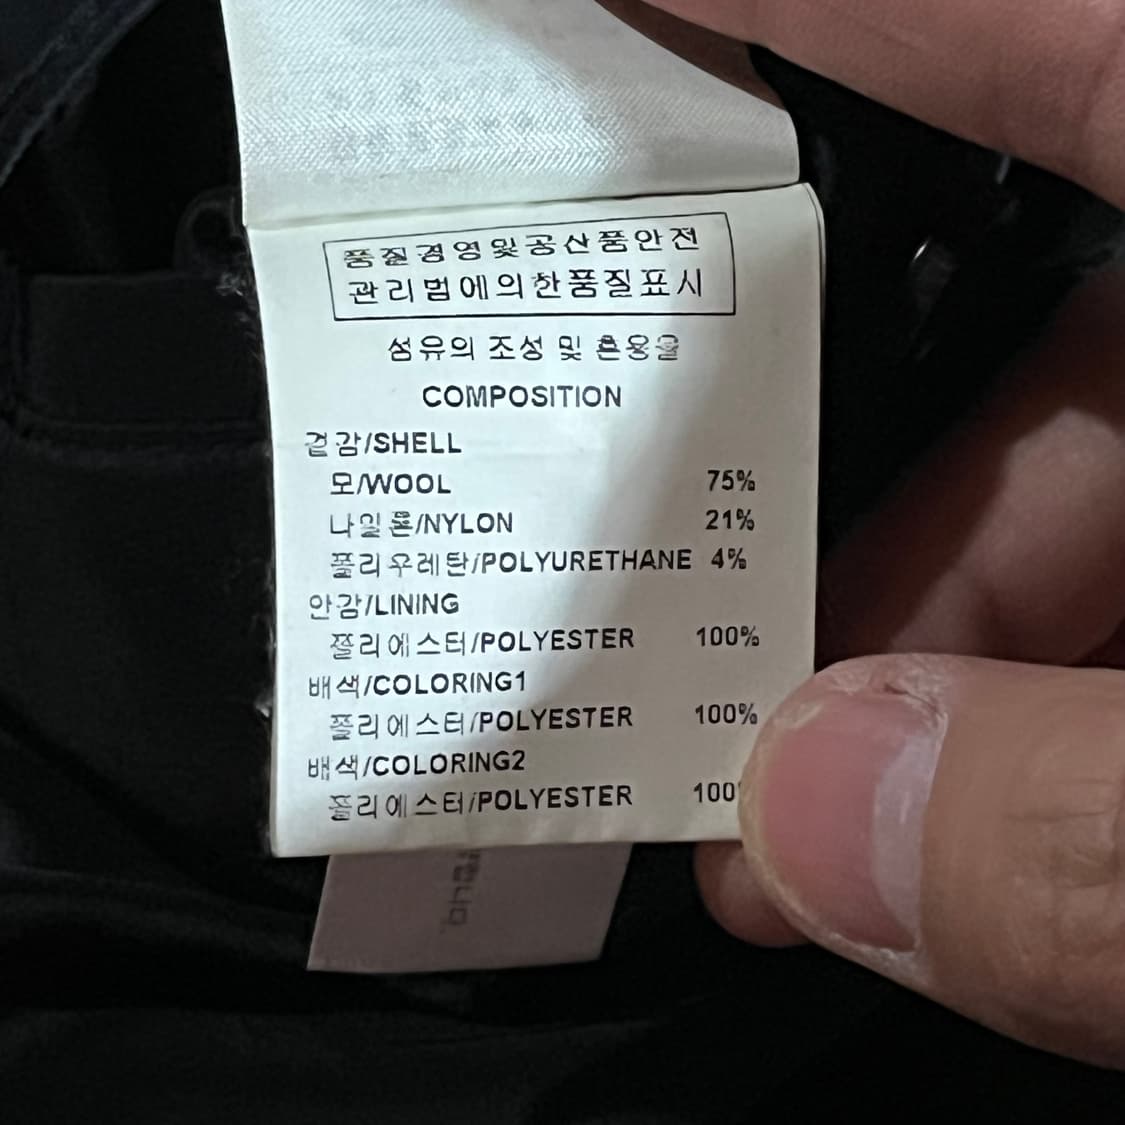 품질경영및공산품안전
관리법에의한품질표시
섬유의 조성 및 혼용율
COMPOSITION
겉감/SHELL
모/WOOL 75%
나일론/NYLON 21%
폴리우레탄/POLYURETHANE 4%
안감/LINING
폴리에스터/POLYESTER 100%
배색/COLORING1
폴리에스터/POLYESTER 100%
배색/COLORING2
폴리에스터/POLYESTER 100